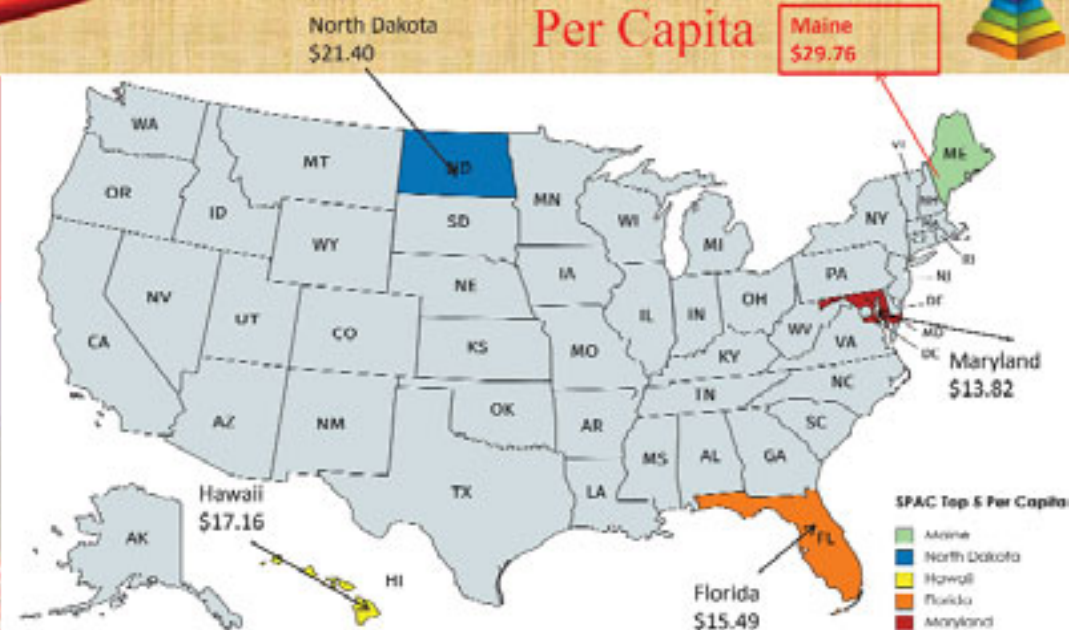 North Dakota
$21.40
Per Capita
Maine
$29.76
WA
OR
ID
MT
WY
NV
CA
UT
CO
AZ
NM
ND
SD
NE
KS
OK
TX
MN
IA
MO
AR
LA
WI
IL
MI
IN
OH
KY
TN
MS
AL
GA
FL
SC
NC
VA
WV
PA
NY
VT
NH
ME
RI
NJ
DE
MD
DC
Maryland
$13.82
AK
Hawaii
$17.16
HI
Florida
$15.49
SPAC Top 5 Per Capita
Maine
North Dakota
Hawaii
Florida
Maryland